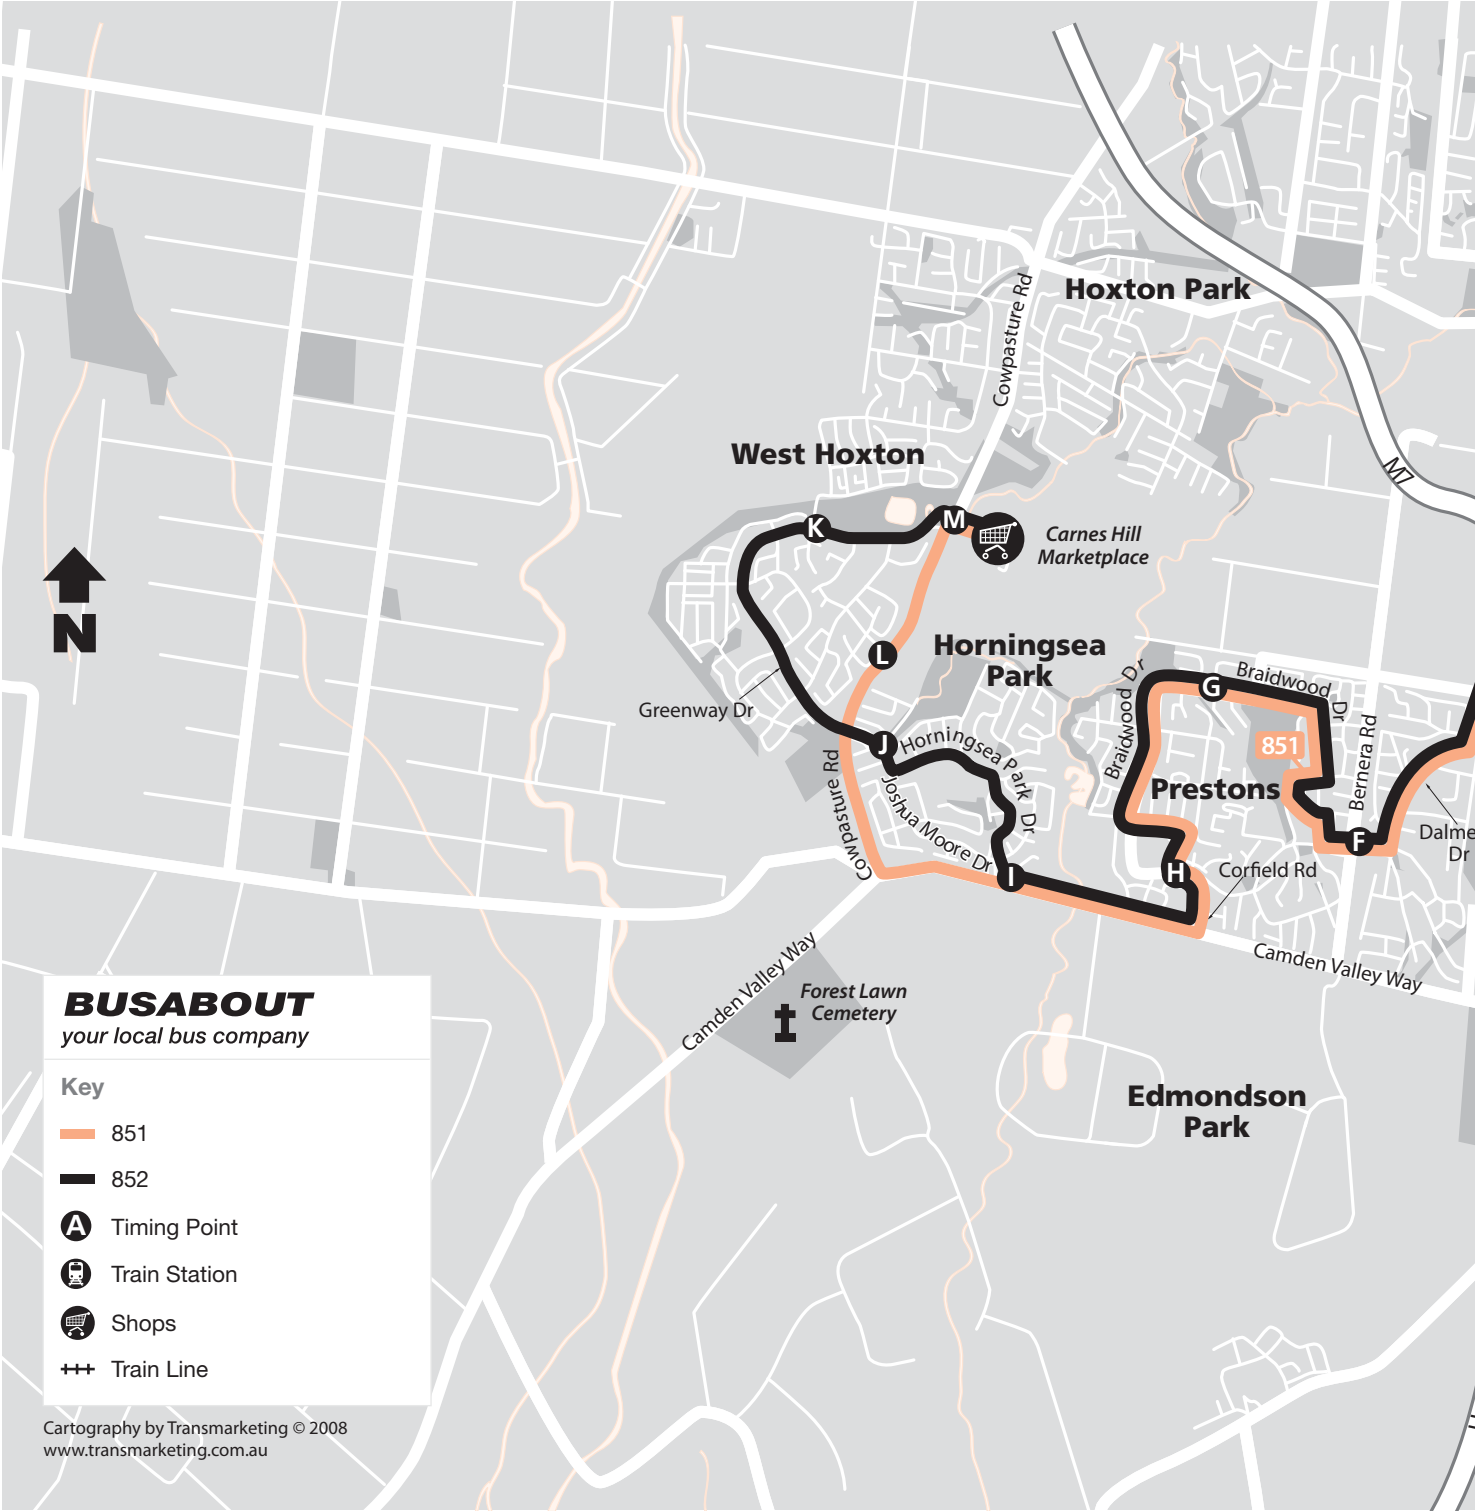 Hoxton Park
Cowpasture Rd
West Hoxton
M7
K
M
Carnes Hill
Marketplace
N
L
Horningsea
Park
Greenway Dr
J
Horningsea Park Dr
Joshua Moore Dr
Cowpasture Rd
I
Braidwood Dr
G
Braidwood Dr
851
Prestons
Bernera Rd
F
Dalme
Dr
H
Corfield Rd
Camden Valley Way
Camden Valley Way
Forest Lawn
Cemetery
Edmondson
Park
BUSABOUT
your local bus company
Key
851
852
A Timing Point
Train Station
Shops
Train Line
Cartography by Transmarketing © 2008
www.transmarketing.com.au